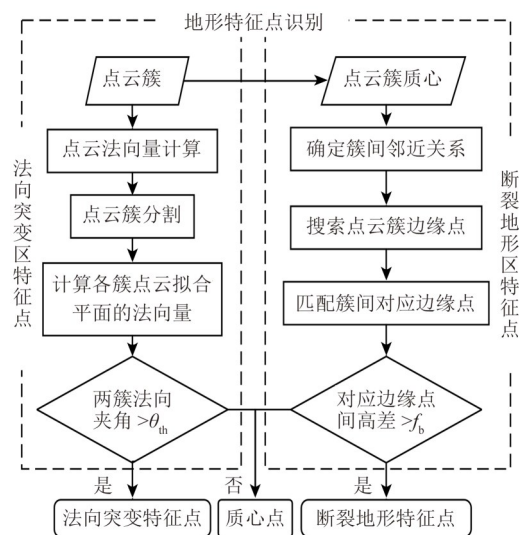 地形特征点识别
点云簇
点云簇质心
点云法向量计算
确定簇间邻近关系
点云簇分割
搜索点云簇边缘点
计算各簇点云拟合
平面的法向量
匹配簇间对应边缘点
法向突变区特征点
断裂地形区特征点
两簇法向
夹角>θth
对应边缘点
间高差>fb
是
否
是
法向突变特征点
质心点
断裂地形特征点